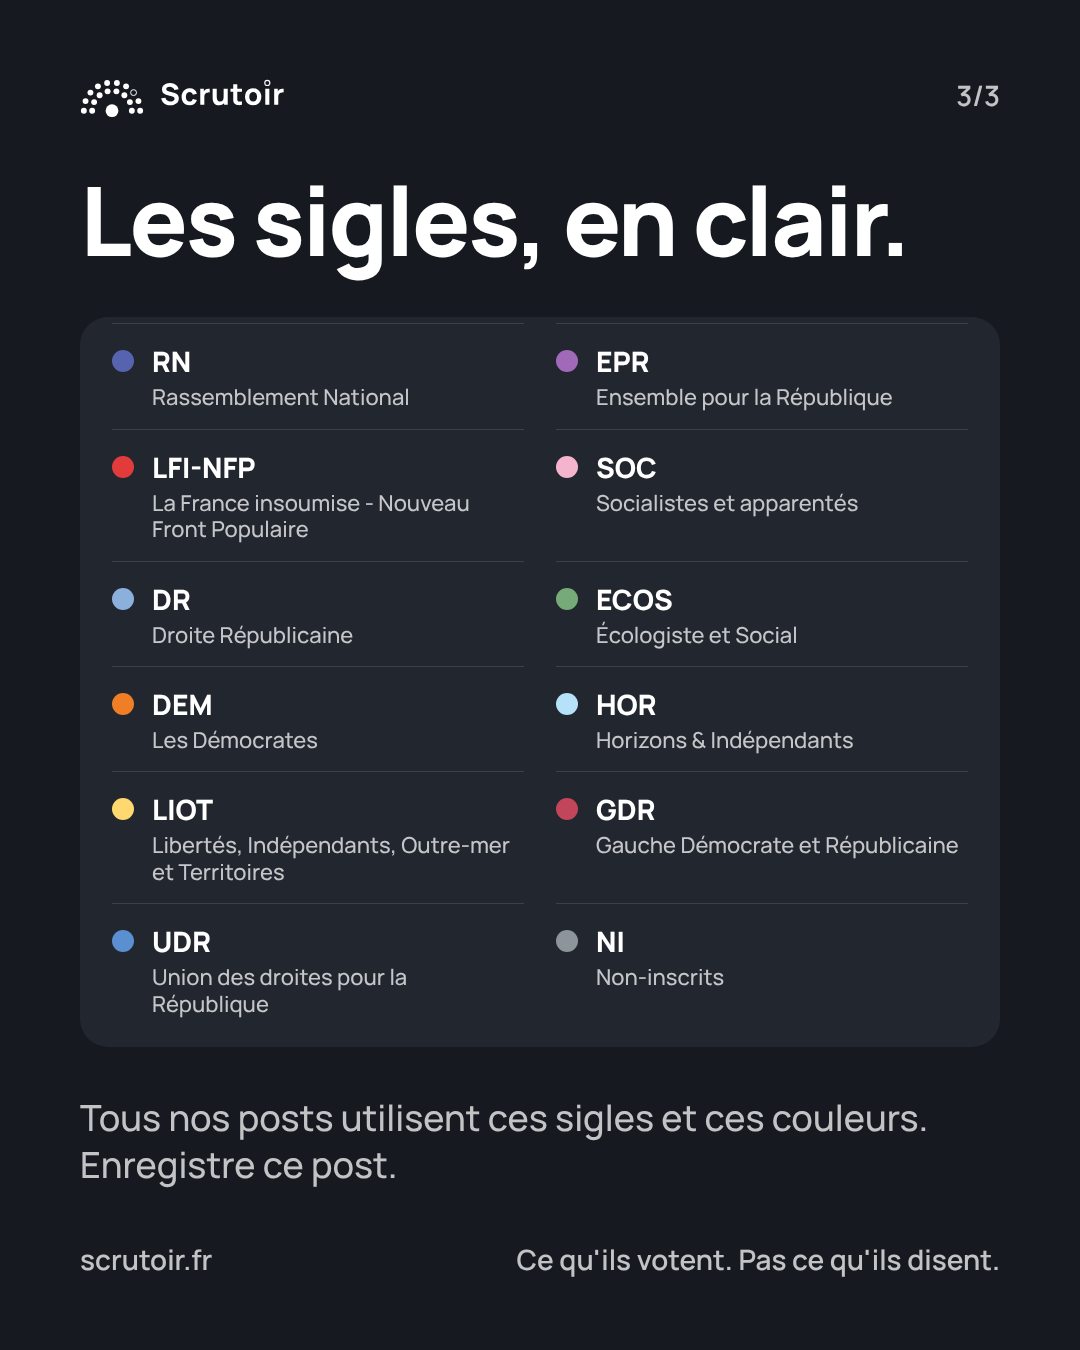 Scrutoir
3/3
Les sigles, en clair.
RN
Rassemblement National
EPR
Ensemble pour la République
LFI-NFP
La France insoumise - Nouveau
Front Populaire
SOC
Socialistes et apparentés
DR
Droite Républicaine
ECOS
Écologiste et Social
DEM
Les Démocrates
HOR
Horizons & Indépendants
LIOT
Libertés, Indépendants, Outre-mer
et Territoires
GDR
Gauche Démocrate et Républicaine
UDR
Union des droites pour la
République
NI
Non-inscrits
Tous nos posts utilisent ces sigles et ces couleurs.
Enregistre ce post.
scrutoir.fr
Ce qu'ils votent. Pas ce qu'ils disent.